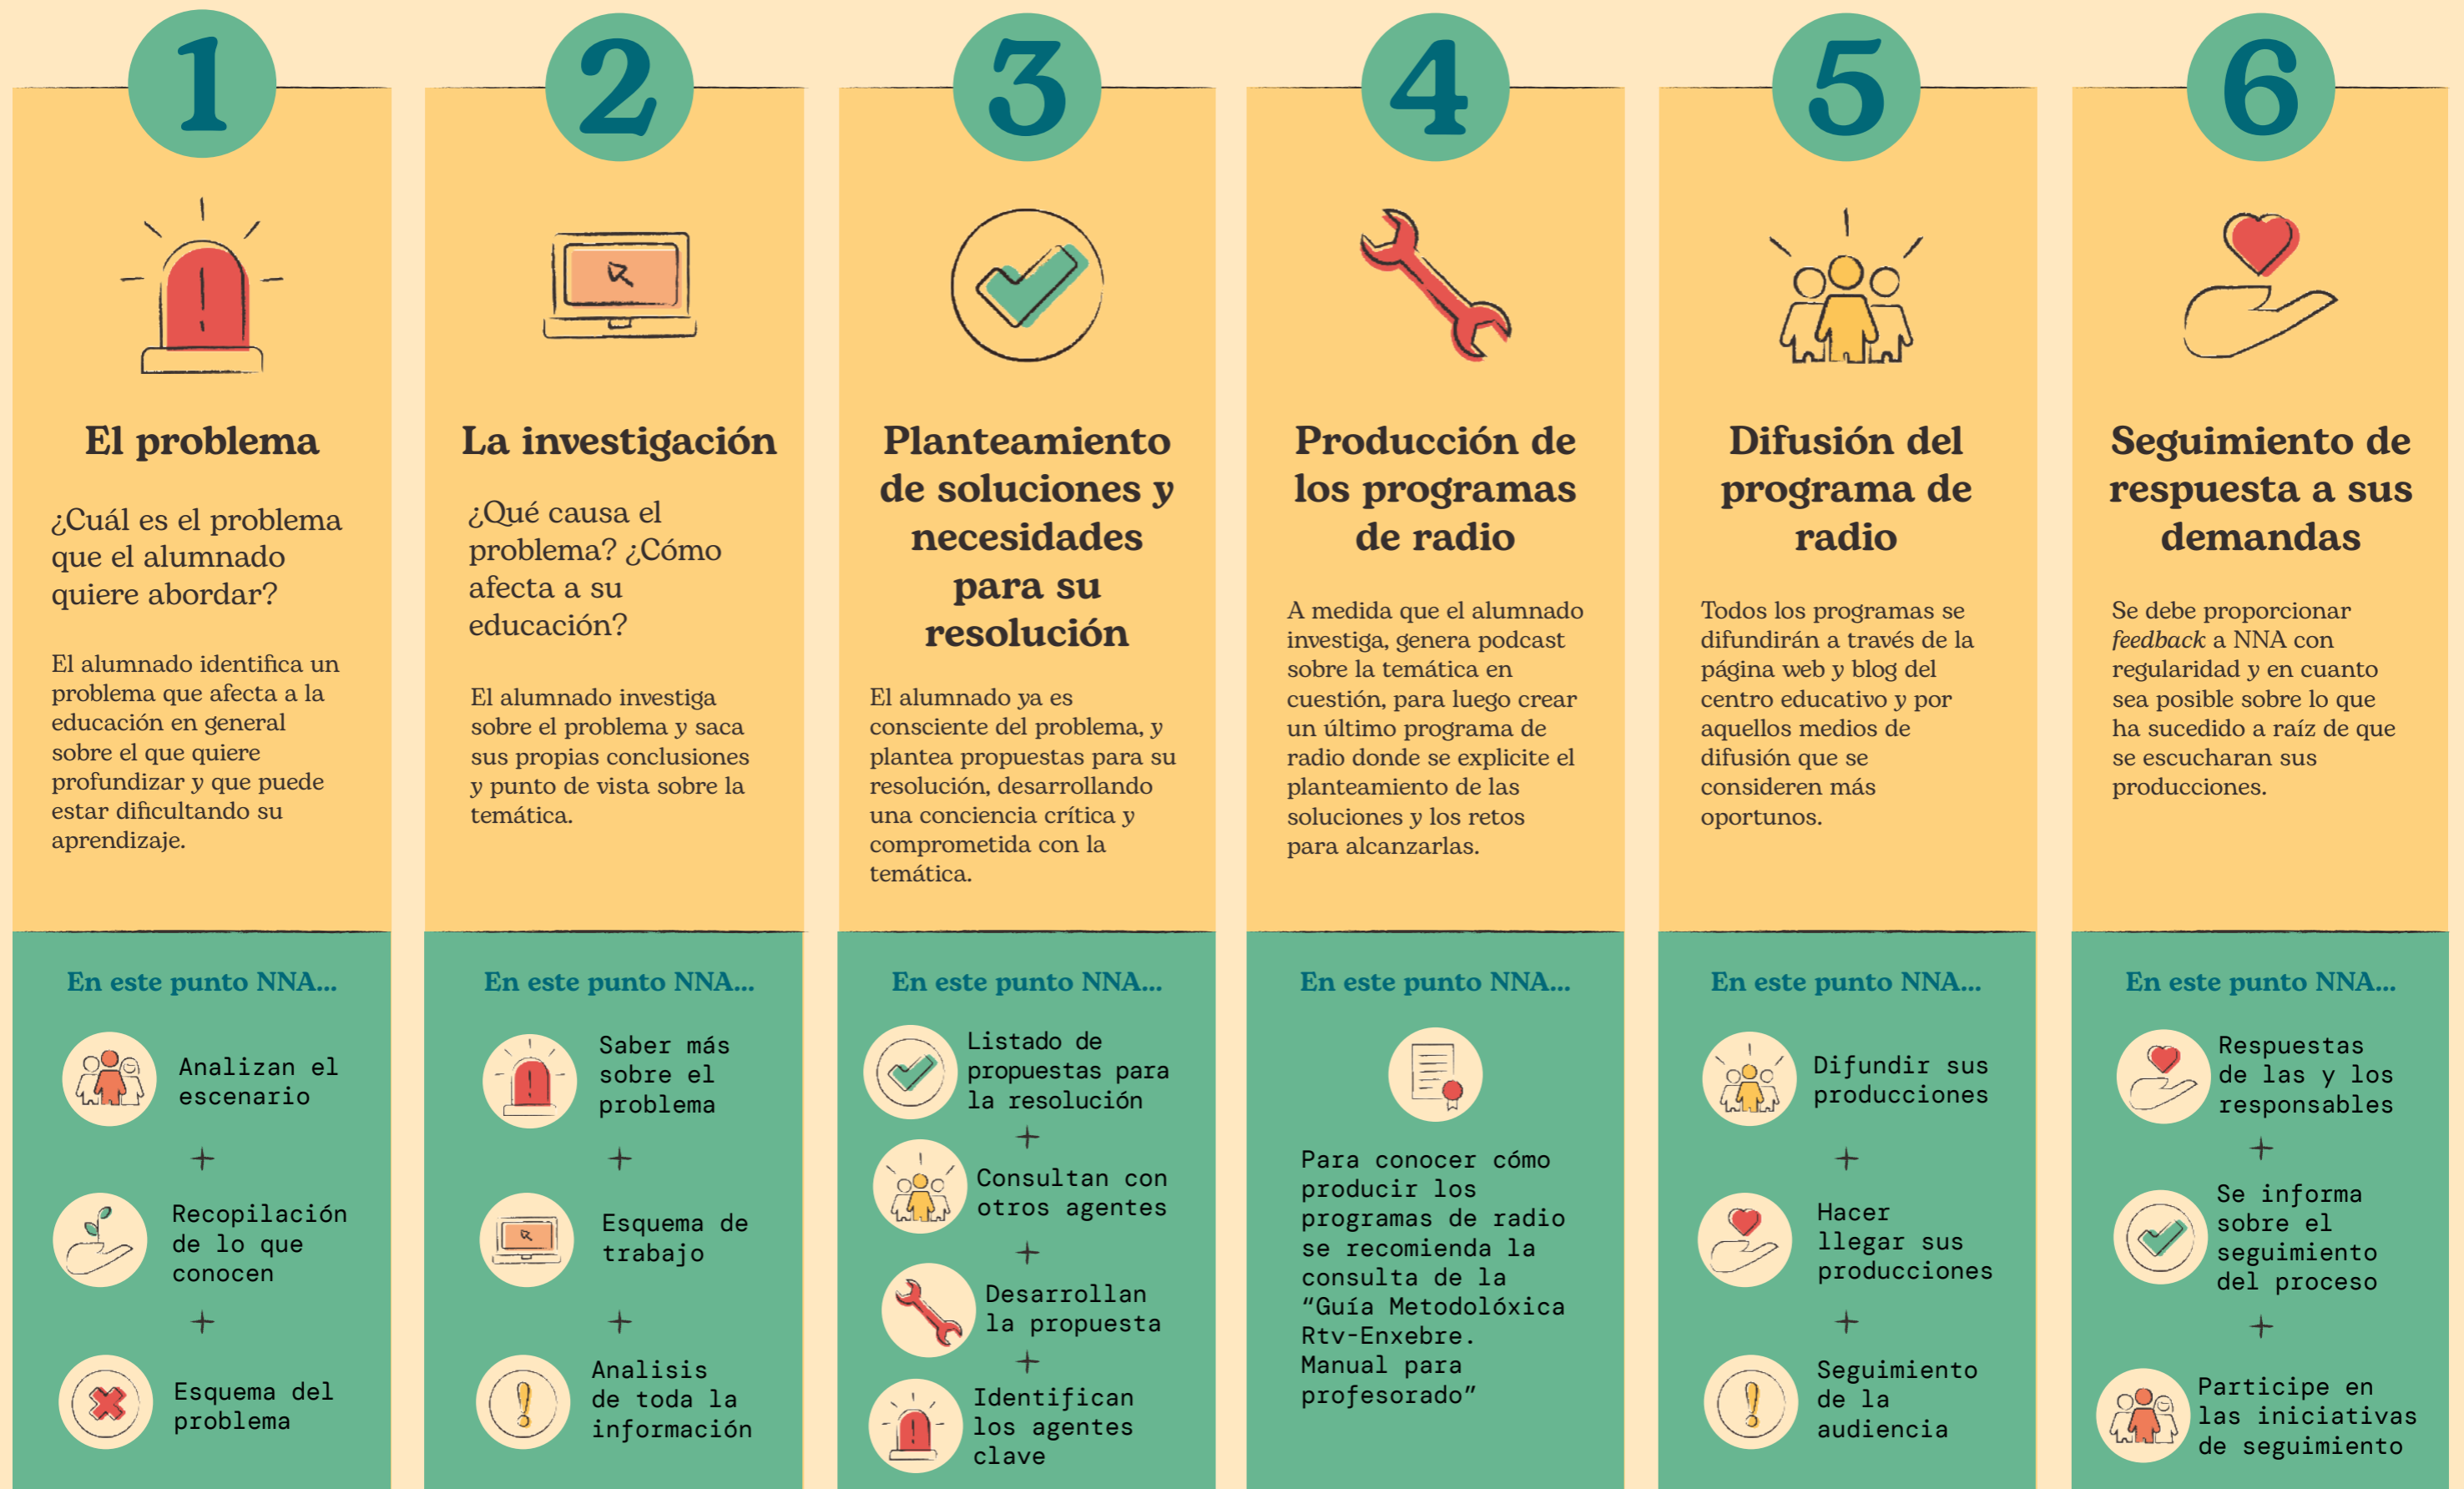 1
El problema
¿Cuál es el problema
que el alumnado
quiere abordar?
El alumnado identifica un
problema que afecta a la
educación en general
sobre el que quiere
profundizar y que puede
estar dificultando su
aprendizaje.
En este punto NNA...
Analizan el
escenario
+
Recopilación
de lo que
conocen
+
Esquema del
problema
2
La investigación
¿Qué causa el
problema? ¿Cómo
afecta a su
educación?
El alumnado investiga
sobre el problema y saca
sus propias conclusiones
y punto de vista sobre la
temática.
En este punto NNA...
Saber más
sobre el
problema
+
Esquema de
trabajo
+
Analisis
de toda la
información
3
Planteamiento
de soluciones y
necesidades
para su
resolución
El alumnado ya es
consciente del problema, y
plantea propuestas para su
resolución, desarrollando
una conciencia crítica y
comprometida con la
temática.
En este punto NNA...
Listado de
propuestas para
la resolución
+
Consultan con
otros agentes
+
Desarrollan
la propuesta
+
Identifican
los agentes
clave
4
Producción de
los programas
de radio
A medida que el alumnado
investiga, genera podcast
sobre la temática en
cuestión, para luego crear
un último programa de
radio donde se explicite el
planteamiento de las
soluciones y los retos
para alcanzarlas.
En este punto NNA...
Para conocer cómo
producir los
programas de radio
se recomienda la
consulta de la
“Guía Metodolóxica
Rtv-Enxebre.
Manual para
profesorado”
5
Difusión del
programa de
radio
Todos los programas se
difundirán a través de la
página web y blog del
centro educativo y por
aquellos medios de
difusión que se
consideren más
oportunos.
En este punto NNA...
Difundir sus
producciones
+
Hacer
llegar sus
producciones
+
Seguimiento
de la
audiencia
6
Seguimiento de
respuesta a sus
demandas
Se debe proporcionar
feedback a NNA con
regularidad y en cuanto
sea posible sobre lo que
ha sucedido a raíz de que
se escucharan sus
producciones.
En este punto NNA...
Respuestas
de las y los
responsables
+
Se informa
sobre el
seguimiento
del proceso
+
Participe en
las iniciativas
de seguimiento